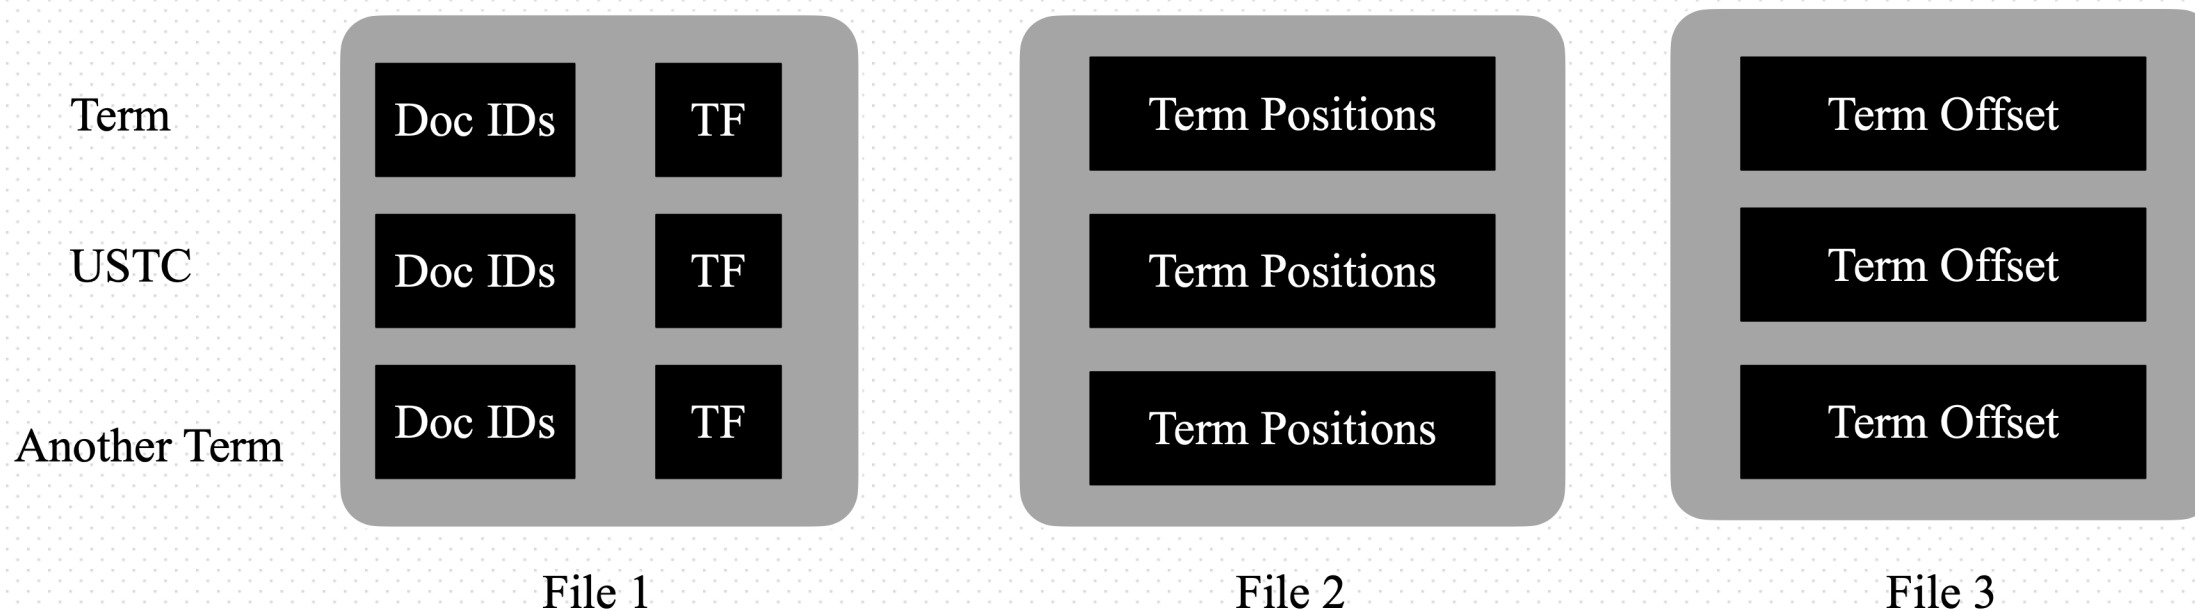 Term Doc IDs TF Term Positions Term Offset
USTC Doc IDs TF Term Positions Term Offset
Another Term Doc IDs TF Term Positions Term Offset
File 1 File 2 File 3